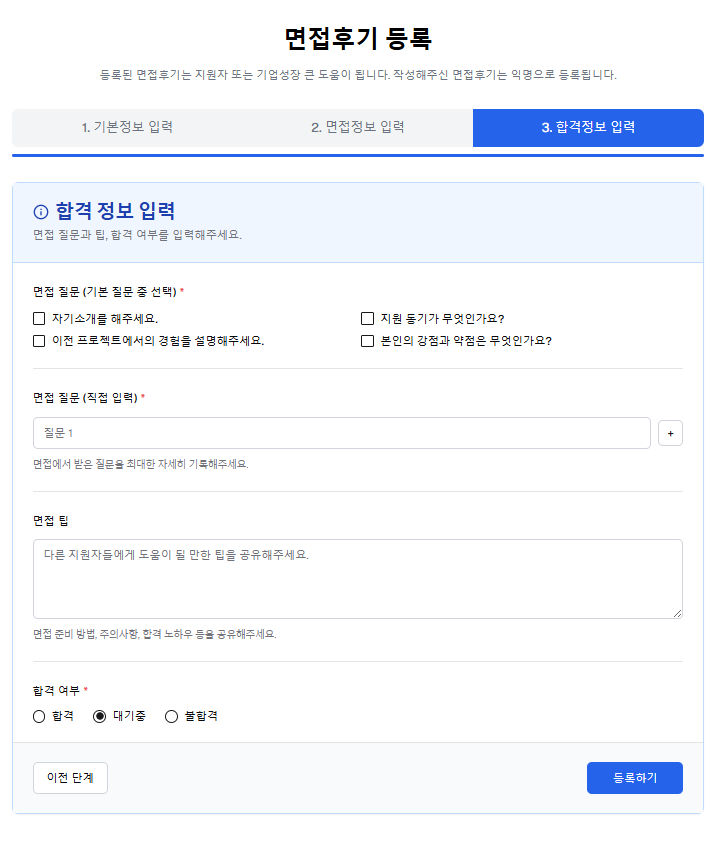 면접후기 등록
등록된 면접후기는 지원자 또는 기업성장 큰 도움이 됩니다. 작성해주신 면접후기는 익명으로 등록됩니다.
1. 기본정보 입력
2. 면접정보 입력
3. 합격정보 입력
합격 정보 입력
면접 질문과 팁, 합격 여부를 입력해주세요.
면접 질문 (기본 질문 중 선택) *
자기소개를 해주세요.
지원 동기가 무엇인가요?
이전 프로젝트에서의 경험을 설명해주세요.
본인의 강점과 약점은 무엇인가요?
면접 질문 (직접 입력) *
질문 1
+
면접에서 받은 질문을 최대한 자세히 기록해주세요.
면접 팁
다른 지원자들에게 도움이 될 만한 팁을 공유해주세요.
면접 준비 방법, 주의사항, 합격 노하우 등을 공유해주세요.
합격 여부 *
합격
대기중
불합격
이전 단계
등록하기